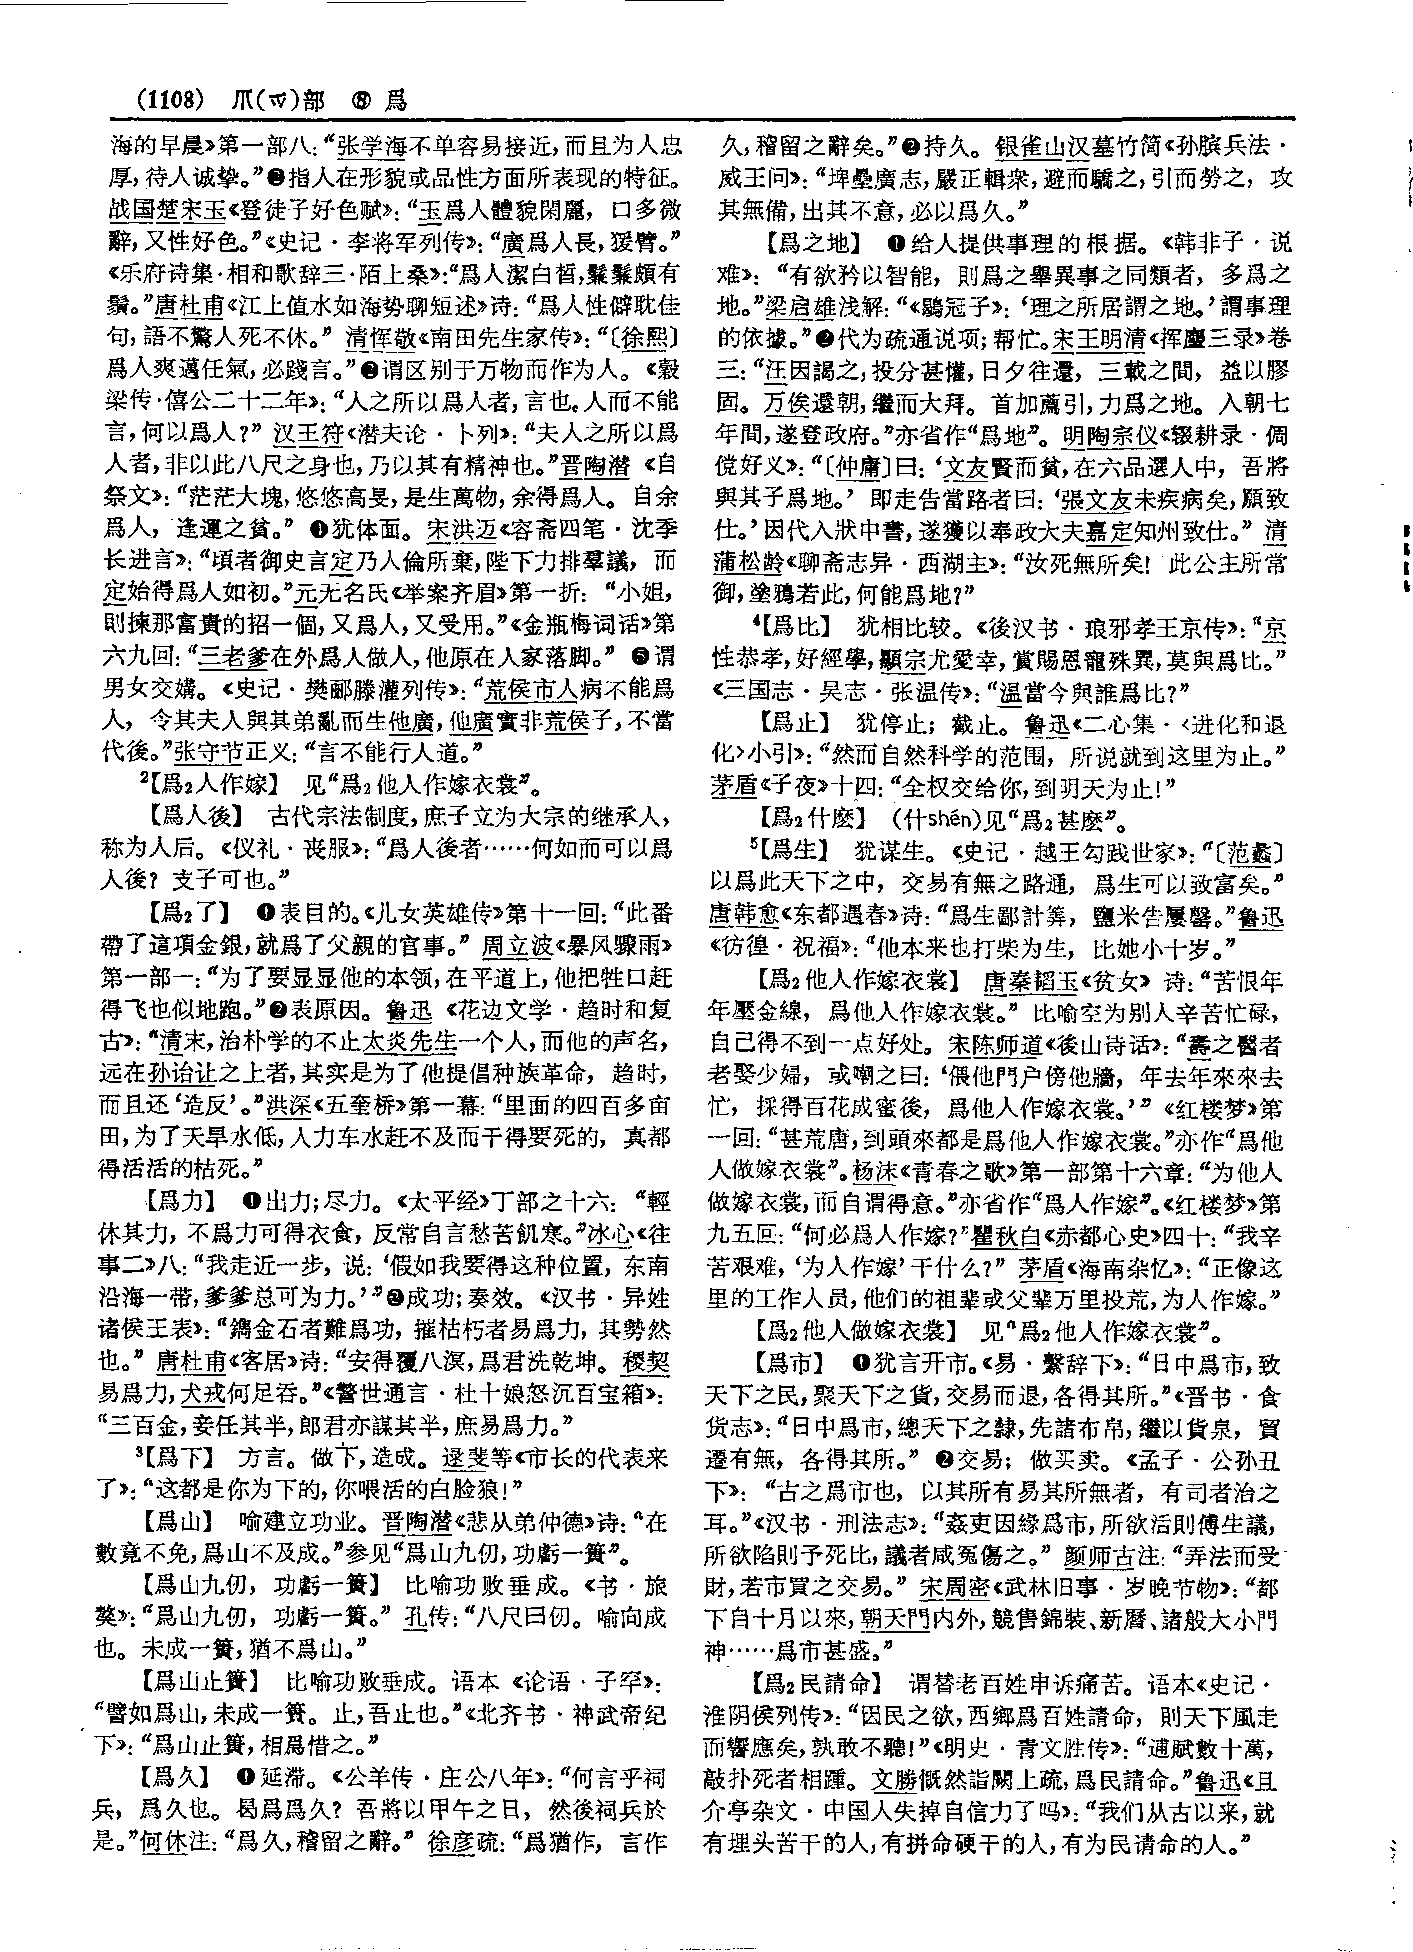 (1108) 爪(爫)部 ⑧ 爲
海的早晨》第一部八：“张学海不单容易接近，而且为人忠
厚，待人诚挚。”❷指人在形貌或品性方面所表现的特征。
战国楚宋玉《登徒子好色赋》：“玉爲人體貌閑麗，口多微
辭，又性好色。”《史记·李将军列传》：“廣爲人長，猨臂。”
《乐府诗集·相和歌辞三·陌上桑》：“爲人潔白皙，鬑鬑頗有
鬚。”唐杜甫《江上值水如海势聊短述》诗：“爲人性僻耽佳
句，語不驚人死不休。” 清恽敬《南田先生家传》：“〔徐熙〕
爲人爽邁任氣，必踐言。”❸谓区别于万物而作为人。《穀
梁传·僖公二十二年》：“人之所以爲人者，言也。人而不能
言，何以爲人？” 汉王符《潜夫论·卜列》：“夫人之所以爲
人者，非以此八尺之身也，乃以其有精神也。”晋陶潜《自
祭文》：“茫茫大塊，悠悠高旻，是生萬物，余得爲人。自余
爲人，逢運之貧。” ❹犹体面。宋洪迈《容斋四笔·沈季
长进言》：“頃者御史言定乃人倫所棄，陛下力排羣議，而
定始得爲人如初。”元无名氏《举案齐眉》第一折：“小姐，
則揀那富貴的招一個，又爲人，又受用。”《金瓶梅词话》第
六九回：“三老爹在外爲人做人，他原在人家落脚。” ❺谓
男女交媾。《史记·樊郦滕灌列传》：“荒侯市人病不能爲
人，令其夫人與其弟亂而生他廣，他廣實非荒侯子，不當
代後。”张守节正义：“言不能行人道。”
²【爲₂人作嫁】 见“爲₂他人作嫁衣裳”。
【爲人後】 古代宗法制度，庶子立为大宗的继承人，
称为人后。《仪礼·丧服》：“爲人後者……何如而可以爲
人後？支子可也。”
【爲₂了】 ❶表目的。《儿女英雄传》第十一回：“此番
帶了這項金銀，就爲了父親的官事。” 周立波《暴风骤雨》
第一部一：“为了要显显他的本领，在平道上，他把牲口赶
得飞也似地跑。”❷表原因。鲁迅《花边文学·趋时和复
古》：“清末，治朴学的不止太炎先生一个人，而他的声名，
远在孙诒让之上者，其实是为了他提倡种族革命，趋时，
而且还‘造反’。”洪深《五奎桥》第一幕：“里面的四百多亩
田，为了天旱水低，人力车水赶不及而干得要死的，真都
得活活的枯死。”
【爲力】 ❶出力；尽力。《太平经》丁部之十六：“輕
休其力，不爲力可得衣食，反常自言愁苦飢寒。”冰心《往
事二》八：“我走近一步，说：‘假如我要得这种位置，东南
沿海一带，爹爹总可为力。’”❷成功；奏效。《汉书·异姓
诸侯王表》：“鐫金石者難爲功，摧枯朽者易爲力，其勢然
也。” 唐杜甫《客居》诗：“安得覆八溟，爲君洗乾坤。稷契
易爲力，犬戎何足吞。”《警世通言·杜十娘怒沉百宝箱》：
“三百金，妾任其半，郎君亦謀其半，庶易爲力。”
³【爲下】 方言。做下，造成。逯斐等《市长的代表来
了》：“这都是你为下的，你喂活的白脸狼！”
【爲山】 喻建立功业。晋陶潜《悲从弟仲德》诗：“在
數竟不免，爲山不及成。”参见“爲山九仞，功虧一簣”。
【爲山九仞，功虧一簣】 比喻功败垂成。《书·旅
獒》：“爲山九仞，功虧一簣。” 孔传：“八尺曰仞。喻向成
也。未成一簣，猶不爲山。”
【爲山止簣】 比喻功败垂成。语本《论语·子罕》：
“譬如爲山，未成一簣。止，吾止也。”《北齐书·神武帝纪
下》：“爲山止簣，相爲惜之。”
【爲久】 ❶延滞。《公羊传·庄公八年》：“何言乎祠
兵，爲久也。曷爲爲久？吾將以甲午之日，然後祠兵於
是。”何休注：“爲久，稽留之辭。” 徐彦疏：“爲猶作，言作
久，稽留之辭矣。”❷持久。银雀山汉墓竹简《孙膑兵法·
威王问》：“埤壘廣志，嚴正輯衆，避而驕之，引而勞之，攻
其無備，出其不意，必以爲久。”
【爲之地】 ❶给人提供事理的根据。《韩非子·说
难》：“有欲矜以智能，則爲之舉異事之同類者，多爲之
地。”梁启雄浅解：“《鶡冠子》：‘理之所居謂之地。’謂事理
的依據。”❷代为疏通说项；帮忙。宋王明清《挥麈三录》卷
三：“汪因謁之，投分甚懽，日夕往還，三載之間，益以膠
固。万俟還朝，繼而大拜。首加薦引，力爲之地。入朝七
年間，遂登政府。”亦省作“爲地”。明陶宗仪《辍耕录·倜
傥好义》：“〔仲庸〕曰：‘文友賢而貧，在六品選人中，吾將
與其子爲地。’ 即走告當路者曰：‘張文友未疾病矣，願致
仕。’因代入狀中書，遂獲以奉政大夫嘉定知州致仕。” 清
蒲松龄《聊斋志异·西湖主》：“汝死無所矣！此公主所常
御，塗鴉若此，何能爲地？”
⁴【爲比】 犹相比较。《後汉书·琅邪孝王京传》：“京
性恭孝，好經學，顯宗尤愛幸，賞賜恩寵殊異，莫與爲比。”
《三国志·吴志·张温传》：“温當今與誰爲比？”
【爲止】 犹停止；截止。鲁迅《二心集·〈进化和退
化〉小引》：“然而自然科学的范围，所说就到这里为止。”
茅盾《子夜》十四：“全权交给你，到明天为止！”
【爲₂什麽】 （什shén）见“爲₂甚麽”。
⁵【爲生】 犹谋生。《史记·越王勾践世家》：“〔范蠡〕
以爲此天下之中，交易有無之路通，爲生可以致富矣。”
唐韩愈《东都遇春》诗：“爲生鄙計筭，鹽米告屢罄。”鲁迅
《彷徨·祝福》：“他本来也打柴为生，比她小十岁。”
【爲₂他人作嫁衣裳】 唐秦韬玉《贫女》诗：“苦恨年
年壓金線，爲他人作嫁衣裳。” 比喻空为别人辛苦忙碌，
自己得不到一点好处。宋陈师道《後山诗话》：“壽之醫者
老娶少婦，或嘲之曰：‘偎他門户傍他牆，年去年來來去
忙，採得百花成蜜後，爲他人作嫁衣裳。’”《红楼梦》第
一回：“甚荒唐，到頭來都是爲他人作嫁衣裳。”亦作“爲他
人做嫁衣裳”。杨沫《青春之歌》第一部第十六章：“为他人
做嫁衣裳，而自谓得意。”亦省作“爲人作嫁”。《红楼梦》第
九五回：“何必爲人作嫁？”瞿秋白《赤都心史》四十：“我辛
苦艰难，‘为人作嫁’干什么？” 茅盾《海南杂忆》：“正像这
里的工作人员，他们的祖辈或父辈万里投荒，为人作嫁。”
【爲₂他人做嫁衣裳】 见“爲₂他人作嫁衣裳”。
【爲市】 ❶犹言开市。《易·繫辞下》：“日中爲市，致
天下之民，聚天下之貨，交易而退，各得其所。”《晋书·食
货志》：“日中爲市，總天下之隸，先諸布帛，繼以貨泉，貿
遷有無，各得其所。” ❷交易；做买卖。《孟子·公孙丑
下》：“古之爲市也，以其所有易其所無者，有司者治之
耳。”《汉书·刑法志》：“姦吏因緣爲市，所欲活則傅生議，
所欲陷則予死比，議者咸冤傷之。” 颜师古注：“弄法而受
財，若市買之交易。” 宋周密《武林旧事·岁晚节物》：“都
下自十月以來，朝天門内外，競售錦裝、新曆、諸般大小門
神……爲市甚盛。”
【爲₂民請命】 谓替老百姓申诉痛苦。语本《史记·
淮阴侯列传》：“因民之欲，西鄉爲百姓請命，則天下風走
而響應矣，孰敢不聽！”《明史·青文胜传》：“逋賦數十萬，
敲扑死者相踵。文勝慨然詣闕上疏，爲民請命。”鲁迅《且
介亭杂文·中国人失掉自信力了吗》：“我们从古以来，就
有埋头苦干的人，有拼命硬干的人，有为民请命的人。”